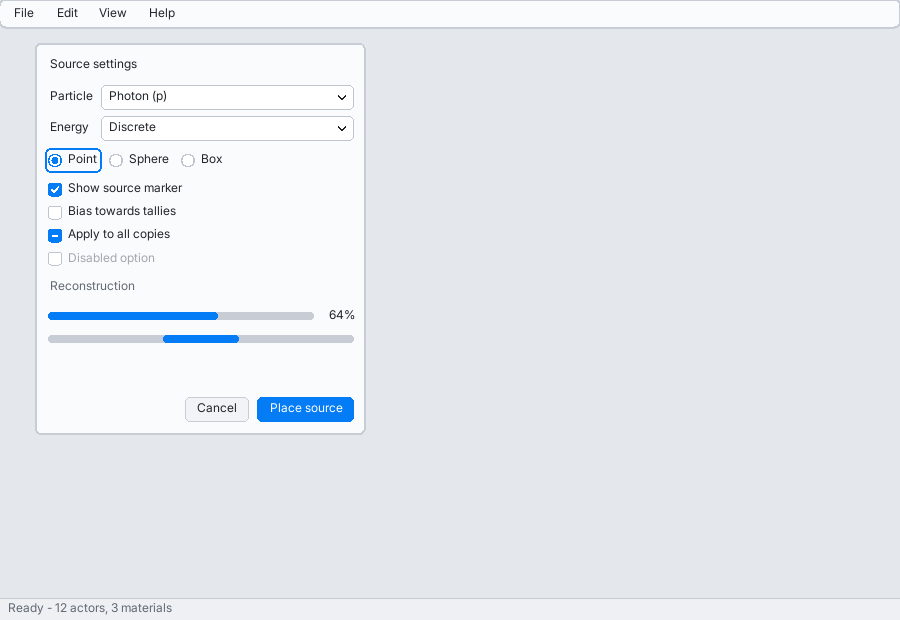 File Edit View Help
Source settings
Particle Photon (p)
Energy Discrete
Point Sphere Box
Show source marker
Bias towards tallies
Apply to all copies
Disabled option
Reconstruction
64%
Cancel Place source
Ready - 12 actors, 3 materials